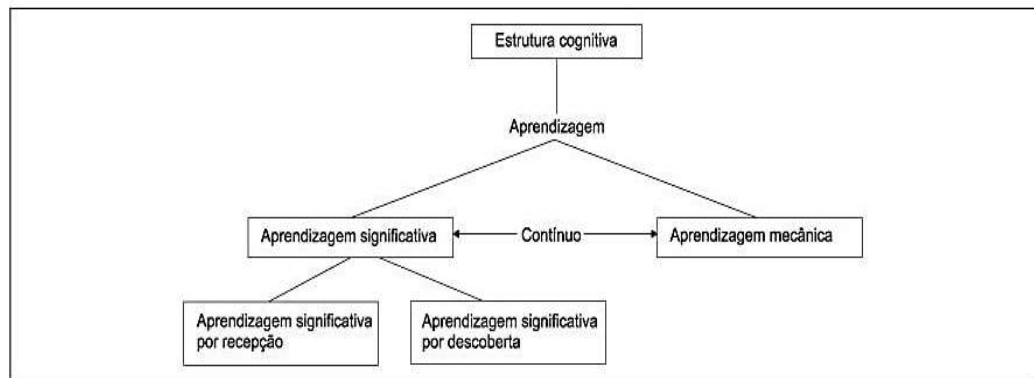 Estrutura cognitiva
Aprendizagem
Aprendizagem significativa
Contínuo
Aprendizagem mecânica
Aprendizagem significativa
por recepção
Aprendizagem significativa
por descoberta